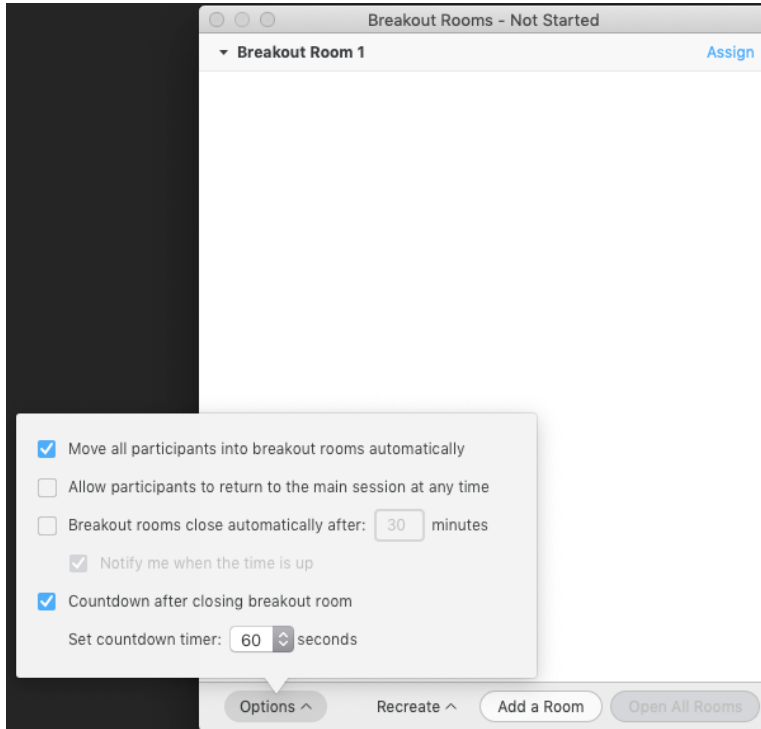 Breakout Rooms - Not Started
Breakout Room 1 Assign
Move all participants into breakout rooms automatically
Allow participants to return to the main session at any time
Breakout rooms close automatically after: 30 minutes
Notify me when the time is up
Countdown after closing breakout room
Set countdown timer: 60 seconds
Options Recreate Add a Room Open All Rooms